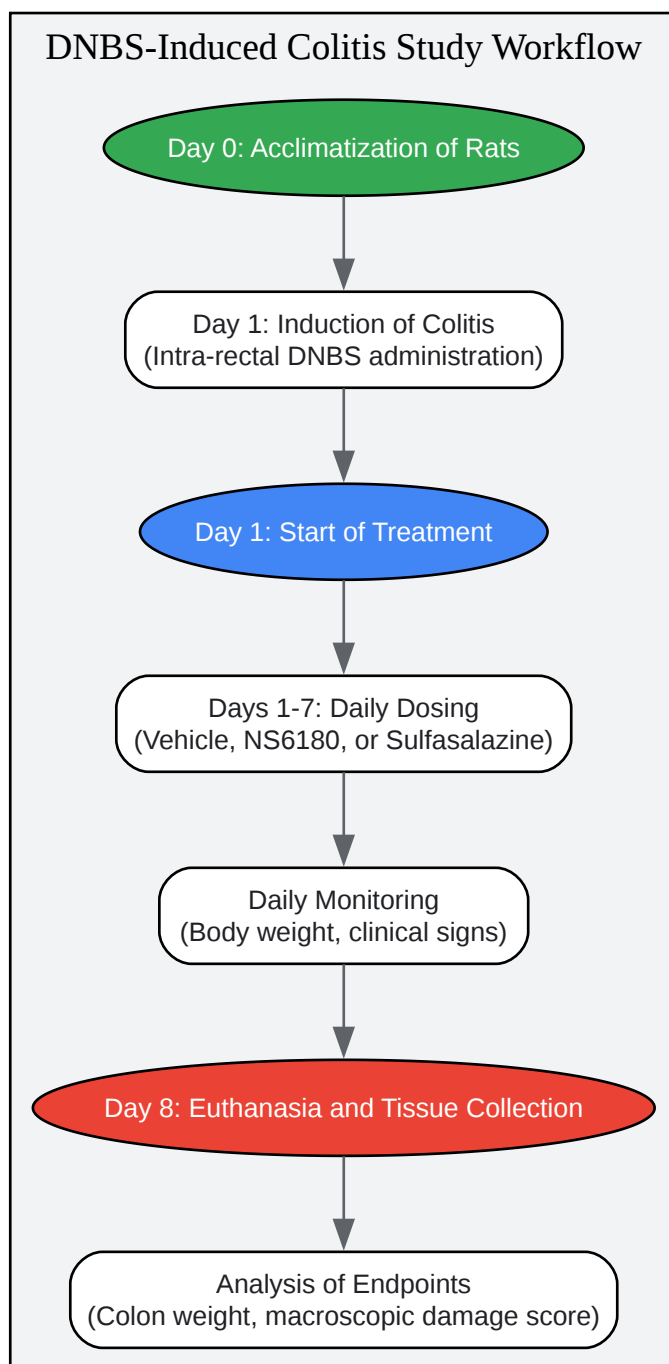 DNBS-Induced Colitis Study Workflow
Day 0: Acclimatization of Rats
Day 1: Induction of Colitis
(Intra-rectal DNBS administration)
Day 1: Start of Treatment
Days 1-7: Daily Dosing
(Vehicle, NS6180, or Sulfasalazine)
Daily Monitoring
(Body weight, clinical signs)
Day 8: Euthanasia and Tissue Collection
Analysis of Endpoints
(Colon weight, macroscopic damage score)